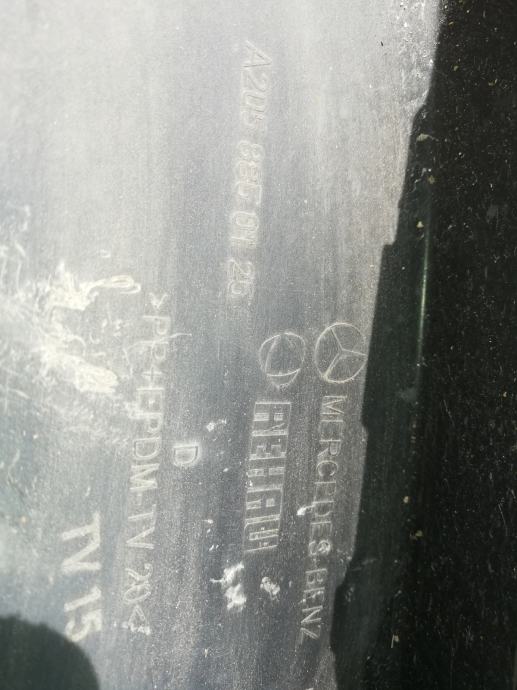 MERCEDES-BENZ
REHAU
A205 885 01 25
D
>PP+EPDM-TV 20<
TV 15